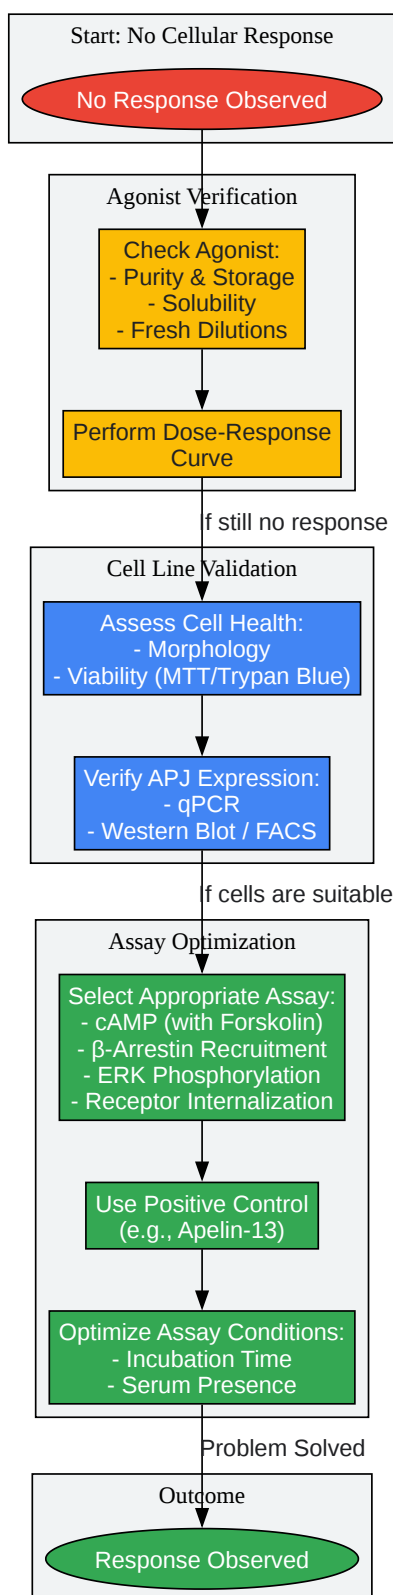 Start: No Cellular Response
No Response Observed
Agonist Verification
Check Agonist:
- Purity & Storage
- Solubility
- Fresh Dilutions
Perform Dose-Response
Curve
If still no response
Cell Line Validation
Assess Cell Health:
- Morphology
- Viability (MTT/Trypan Blue)
Verify APJ Expression:
- qPCR
- Western Blot / FACS
If cells are suitable
Assay Optimization
Select Appropriate Assay:
- cAMP (with Forskolin)
- β-Arrestin Recruitment
- ERK Phosphorylation
- Receptor Internalization
Use Positive Control
(e.g., Apelin-13)
Optimize Assay Conditions:
- Incubation Time
- Serum Presence
Problem Solved
Outcome
Response Observed